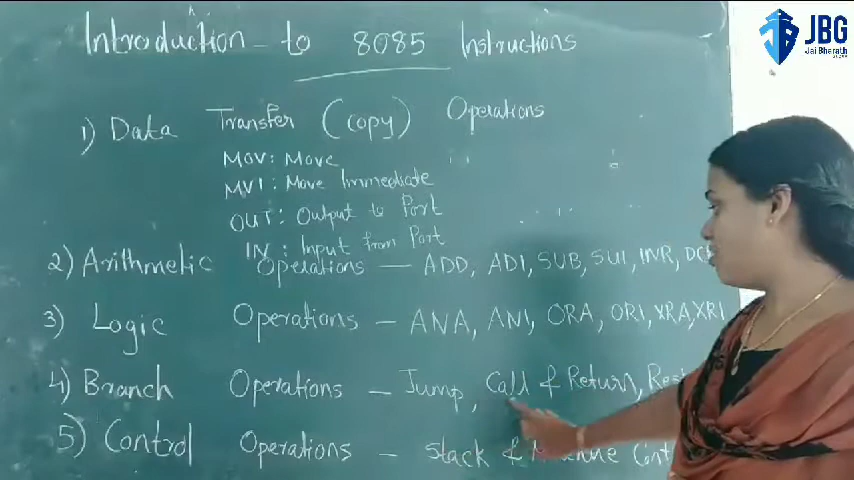 Introduction to 8085 Instructions
JBG
Jai Bharath
1) Data Transfer (copy) Operations
MOV: Move
MVI: Move Immediate
OUT: Output to Port
IN : Input from Port
2) Arithmetic Operations — ADD, ADI, SUB, SUI, INR,
3) Logic Operations – ANA, ANI, ORA, ORI, XRA, XRI
4) Branch Operations – Jump, Call & Return,
5) Control Operations – Stack &